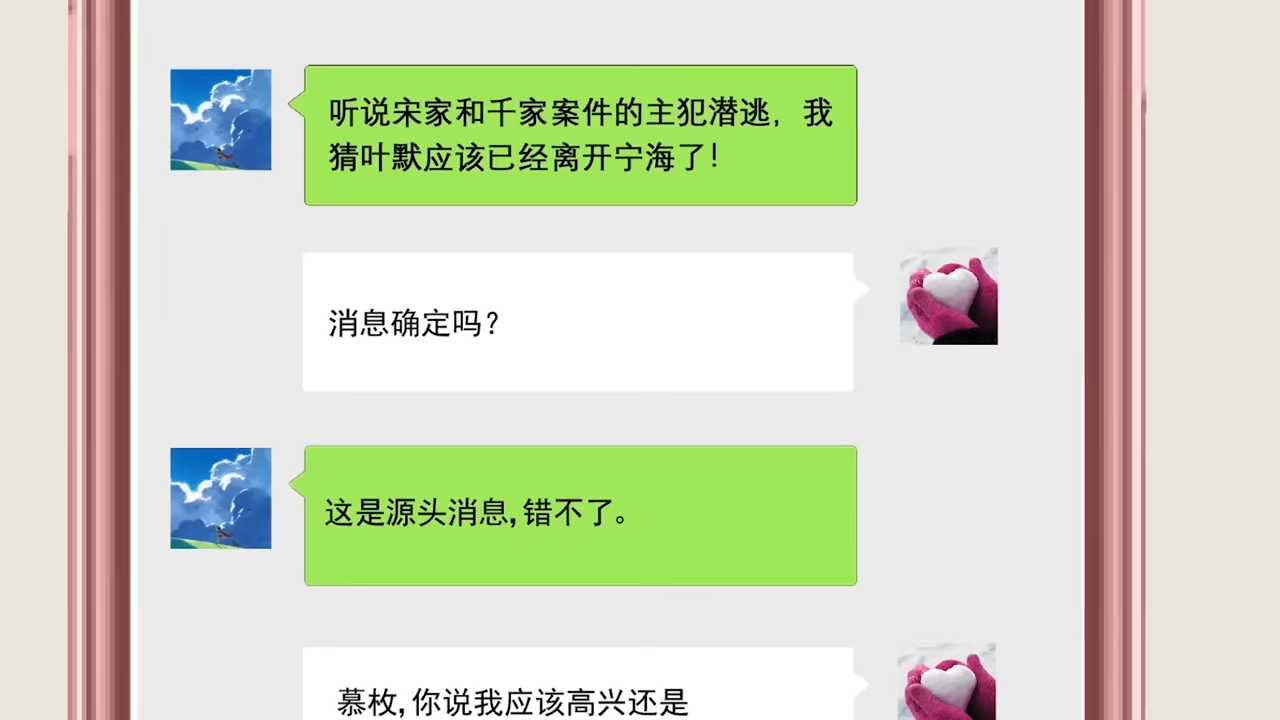 听说宋家和千家案件的主犯潜逃，我
猜叶默应该已经离开宁海了！
消息确定吗？
这是源头消息,错不了。
慕枚,你说我应该高兴还是